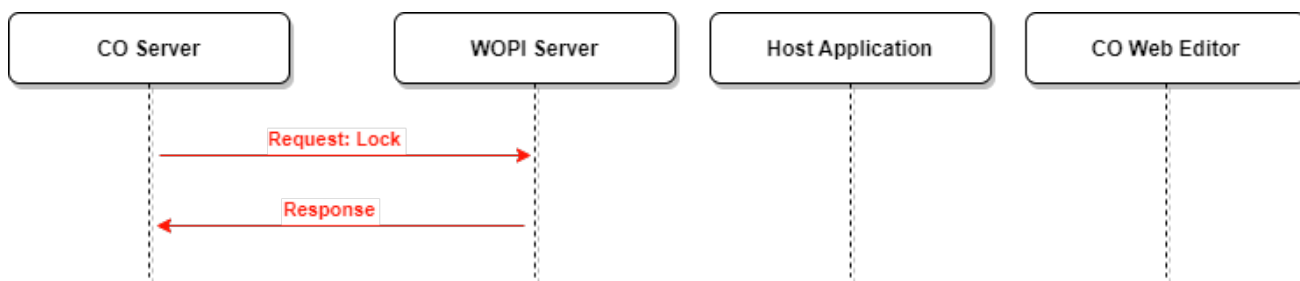 CO Server
WOPI Server
Host Application
CO Web Editor
Request: Lock
Response